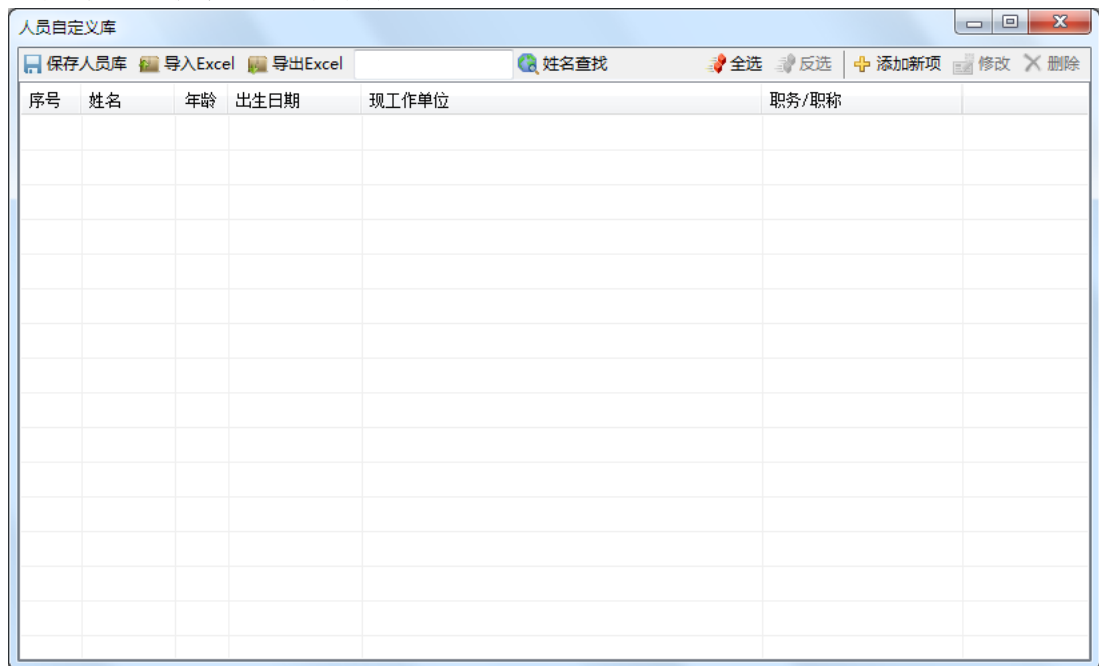 人员自定义库
保存人员库 导入Excel 导出Excel 姓名查找 全选 反选 添加新项 修改 删除
序号 姓名 年龄 出生日期 现工作单位 职务/职称